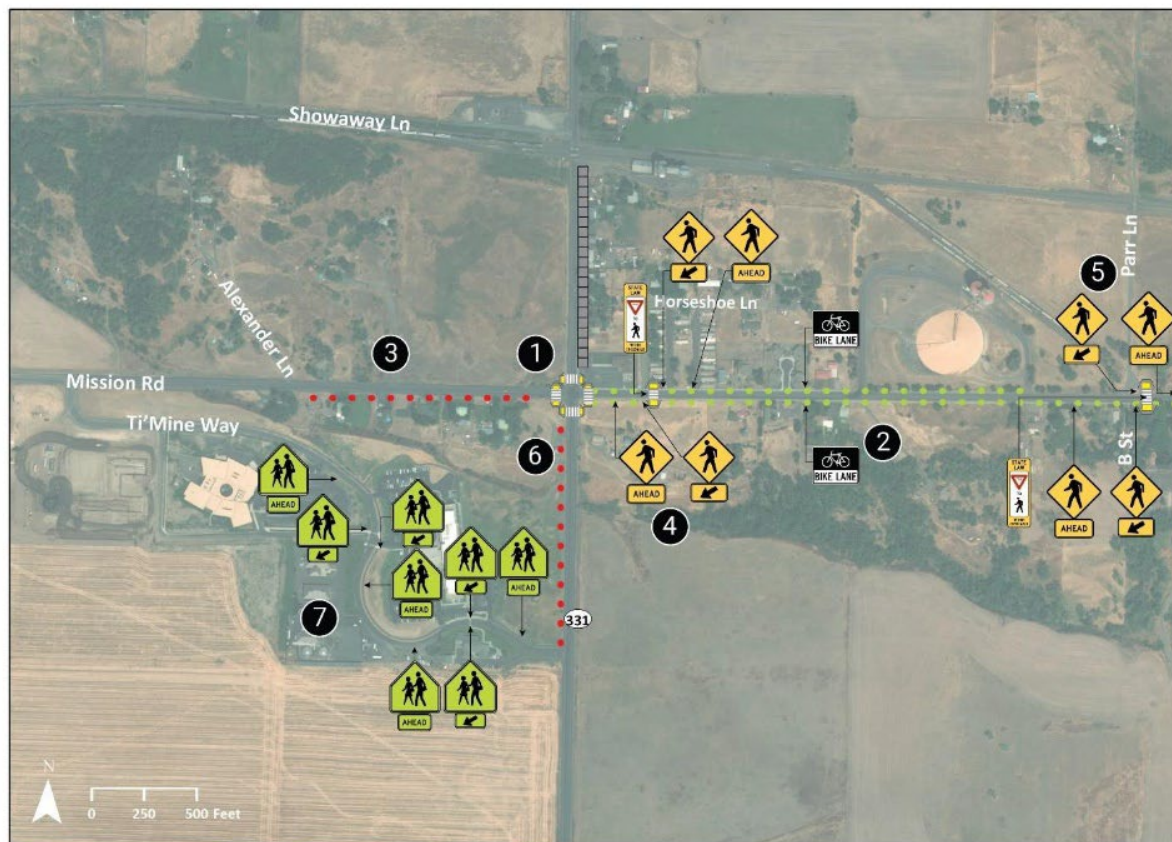 Showaway Ln
Parr Ln
5
AHEAD
Horseshoe Ln
STATE
LAW
Alexander Ln
3
1
BIKE LANE
AHEAD
Mission Rd
Ti'Mine Way
6
2
BIKE LANE
B St
AHEAD
4
STATE
LAW
AHEAD
AHEAD
AHEAD
AHEAD
7
331
AHEAD
N
0 250 500 Feet